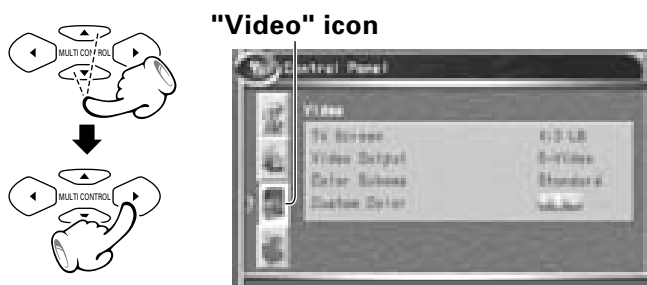 "Video" icon
MULTI CONTROL
MULTI CONTROL
Control Panel
Video
TV Screen 4:3 LB
Video Output S-Video
Color Scheme Standard
Custom Color